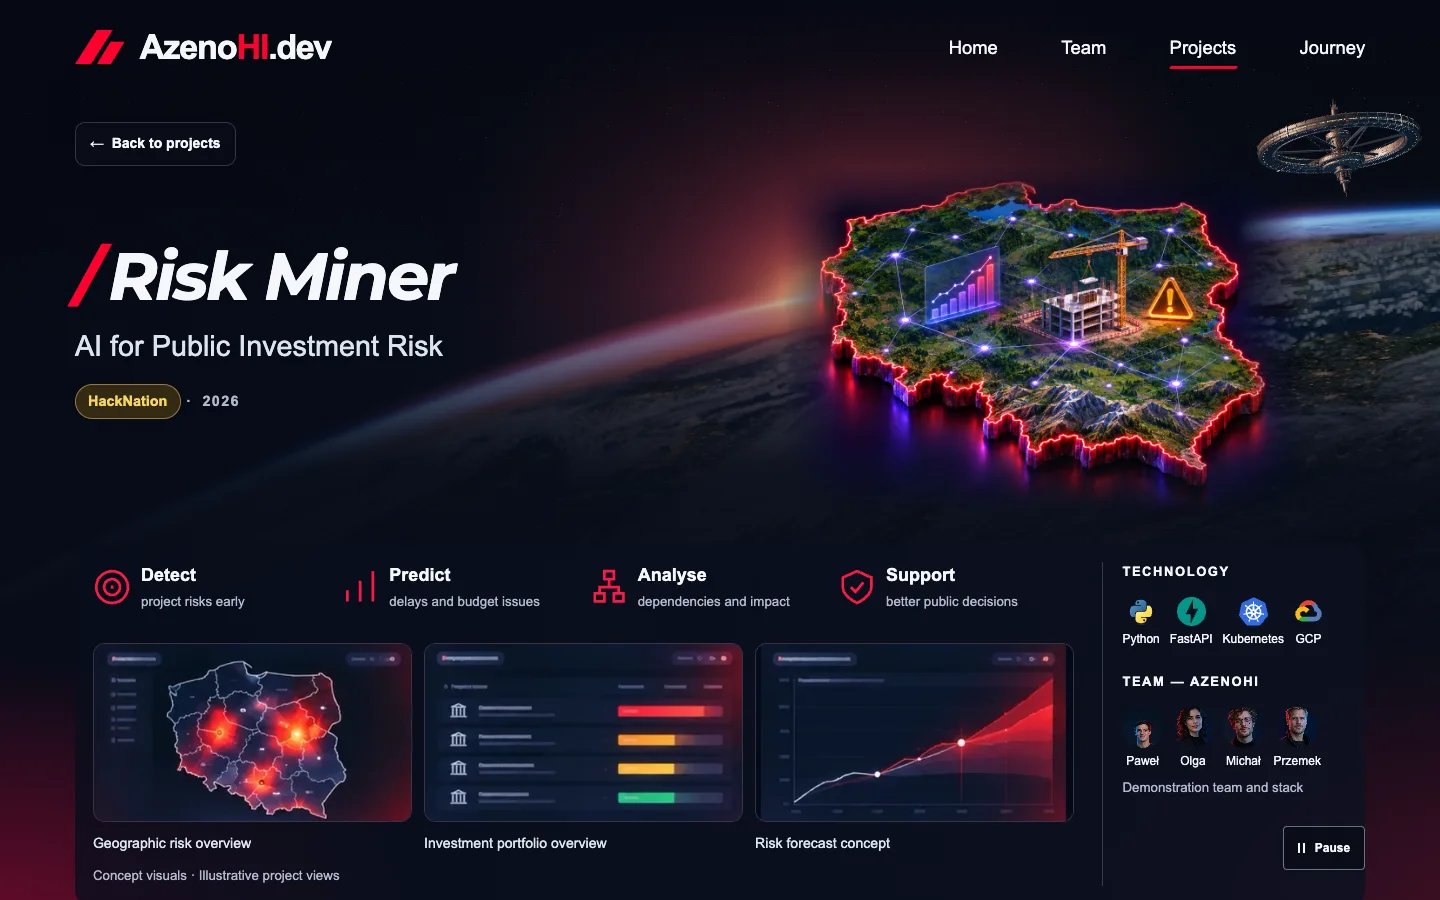 AzenoHI.dev
Home
Team
Projects
Journey
← Back to projects
/Risk Miner
AI for Public Investment Risk
HackNation · 2026
Detect
project risks early
Predict
delays and budget issues
Analyse
dependencies and impact
Support
better public decisions
Geographic risk overview
Investment portfolio overview
Risk forecast concept
Concept visuals · Illustrative project views
TECHNOLOGY
Python
FastAPI
Kubernetes
GCP
TEAM — AZENOHI
Paweł
Olga
Michał
Przemek
Demonstration team and stack
Pause